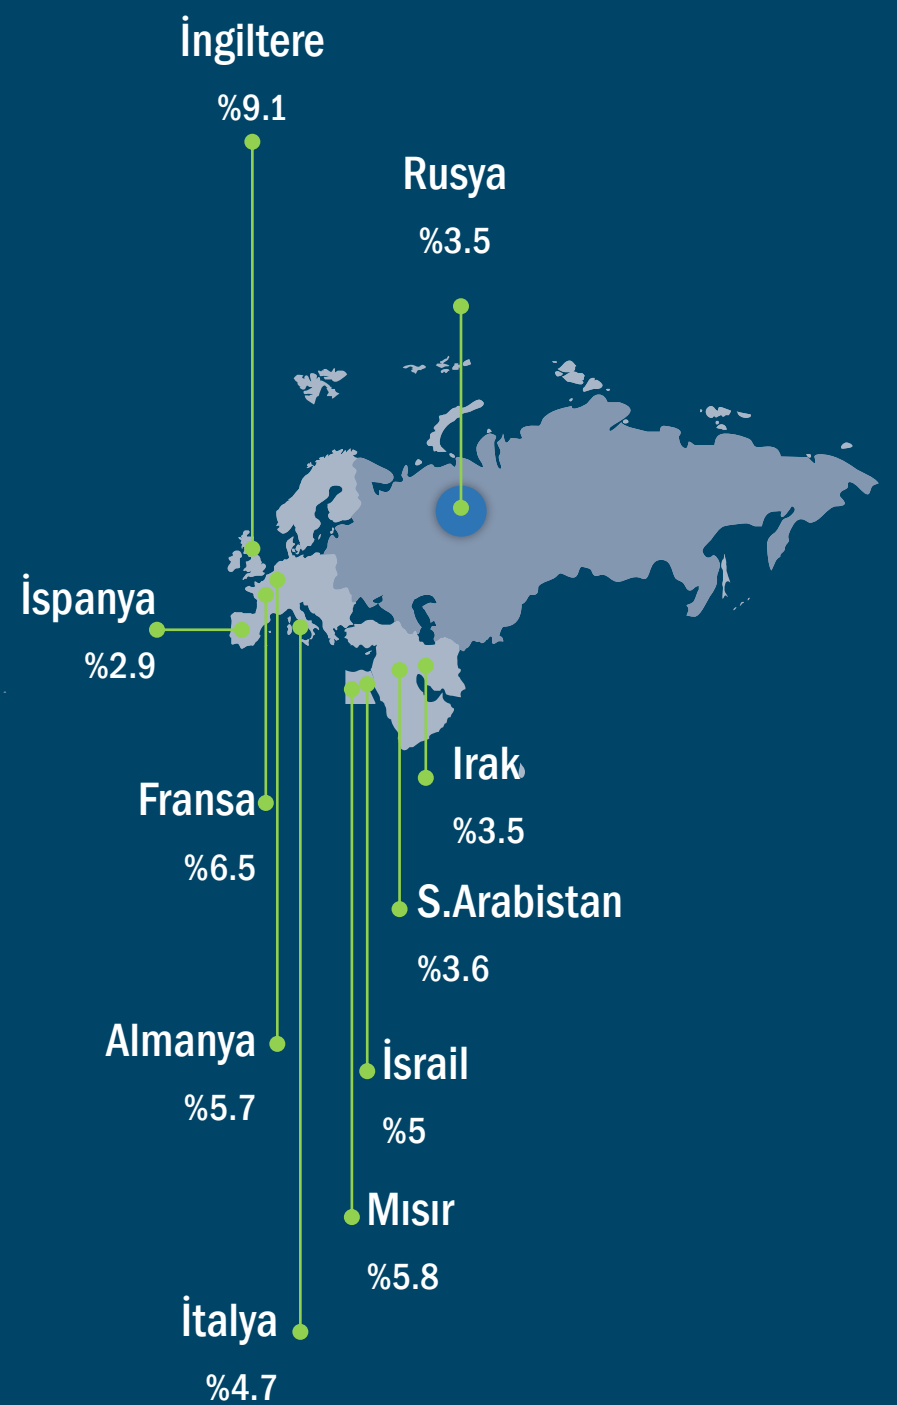 İngiltere
%9.1
Rusya
%3.5
İspanya
%2.9
Irak
%3.5
Fransa
%6.5
S.Arabistan
%3.6
Almanya
%5.7
İsrail
%5
Mısır
%5.8
İtalya
%4.7